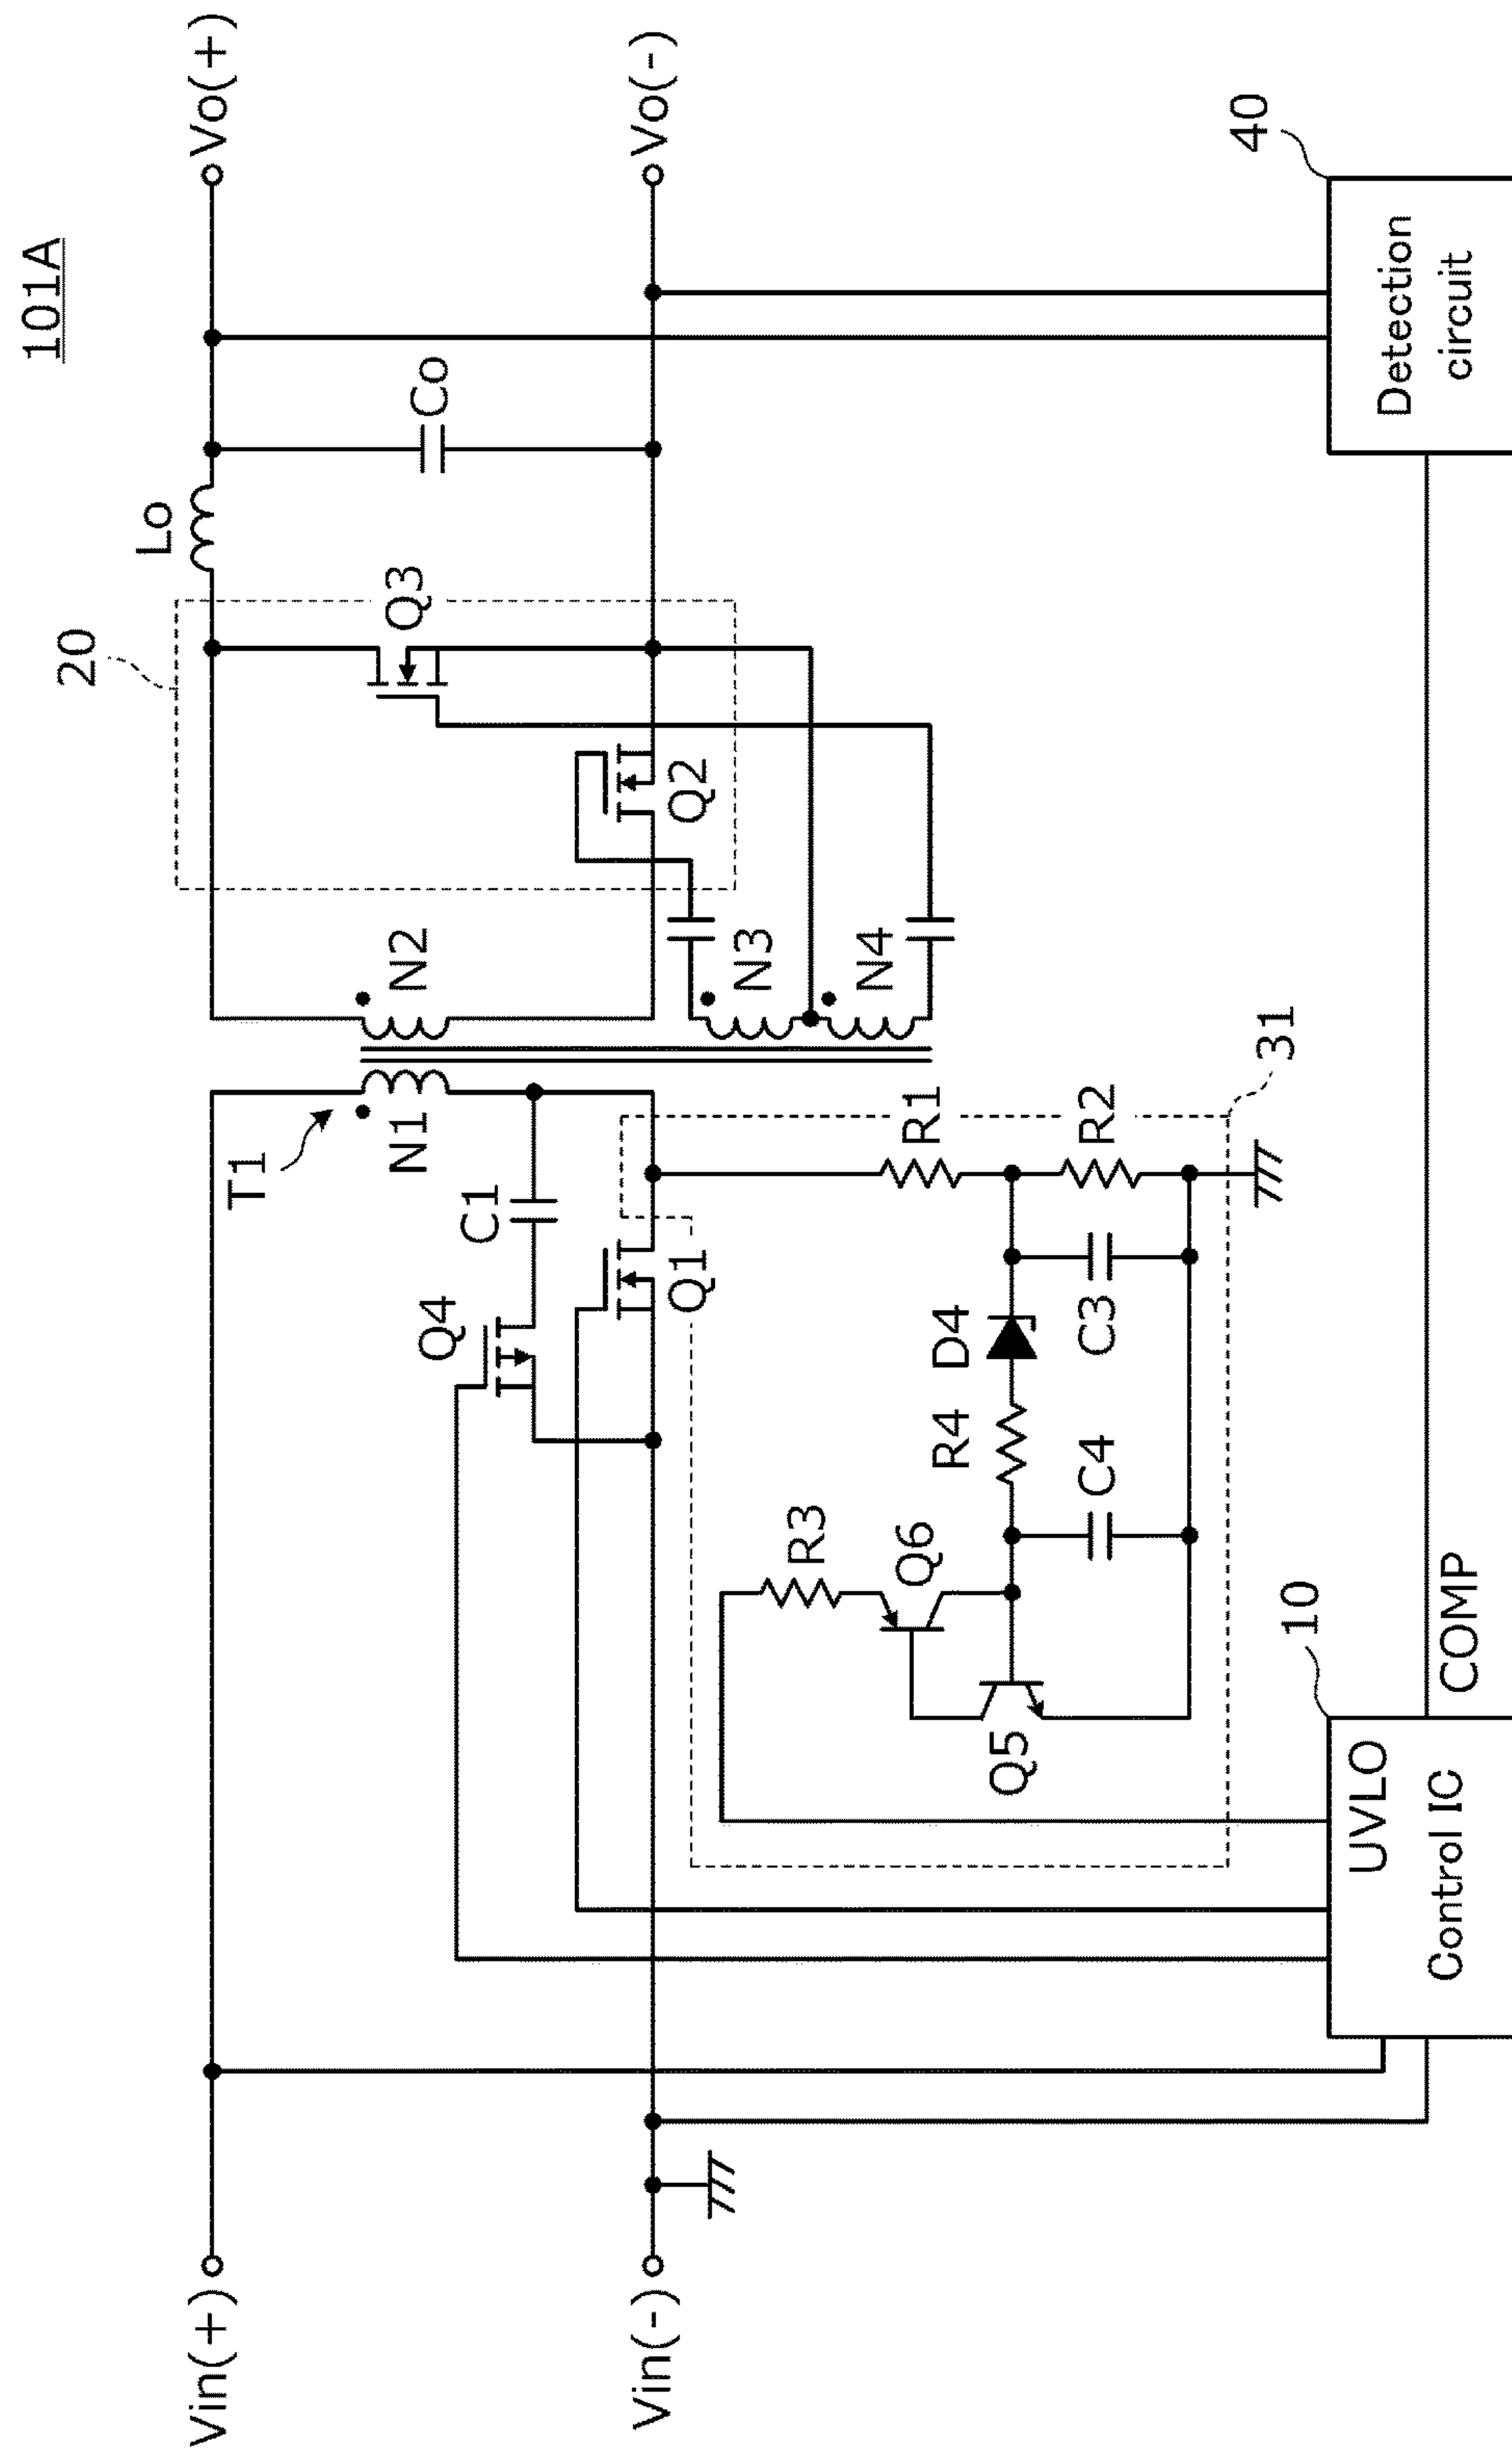 101A
Vin(+)
Vin(-)
Vo(+)
Vo(-)
T1
N1
N2
N3
N4
20
Lo
Co
Q3
Q2
C1
Q4
Q1
31
R1
R2
R3
Q6
R4
D4
C4
C3
Q5
10
UVLO
Control IC
COMP
40
Detection
circuit